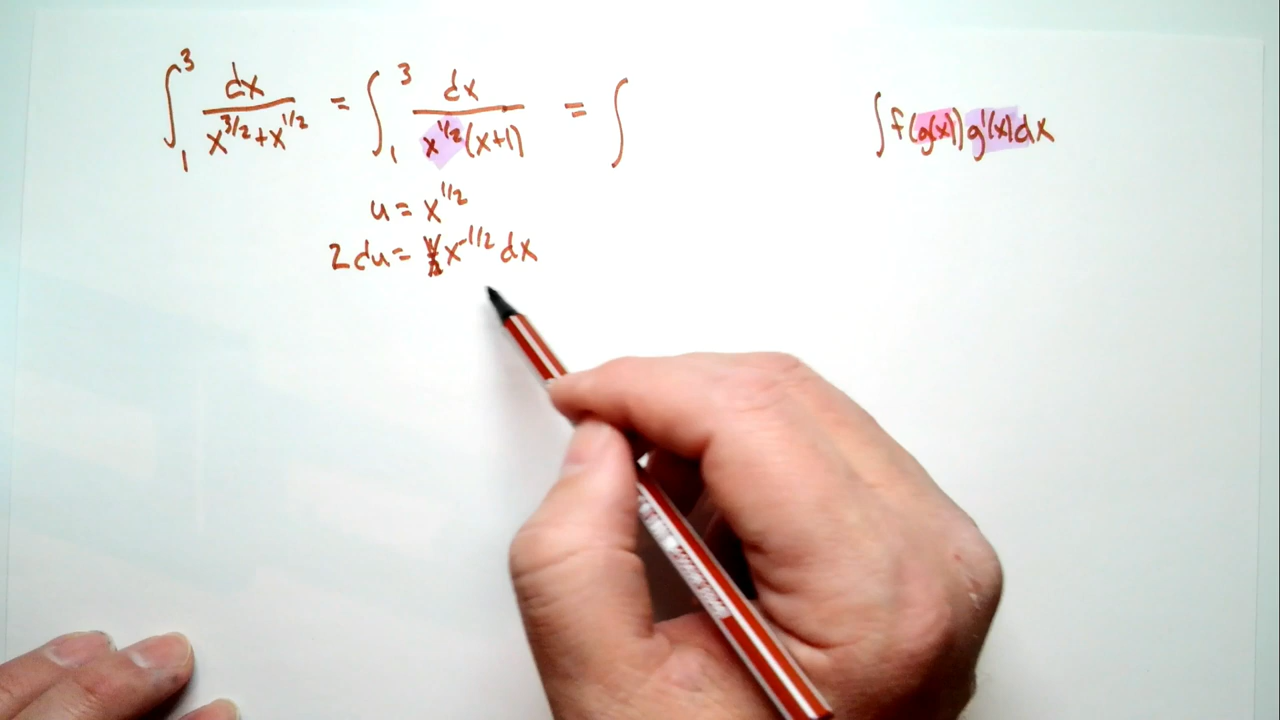 ∫₁³ dx/(x^{3/2}+x^{1/2}) = ∫₁³ dx/(x^{1/2}(x+1)) = ∫
∫f(g(x))g'(x)dx
u = x^{1/2}
2du = x^{-1/2} dx